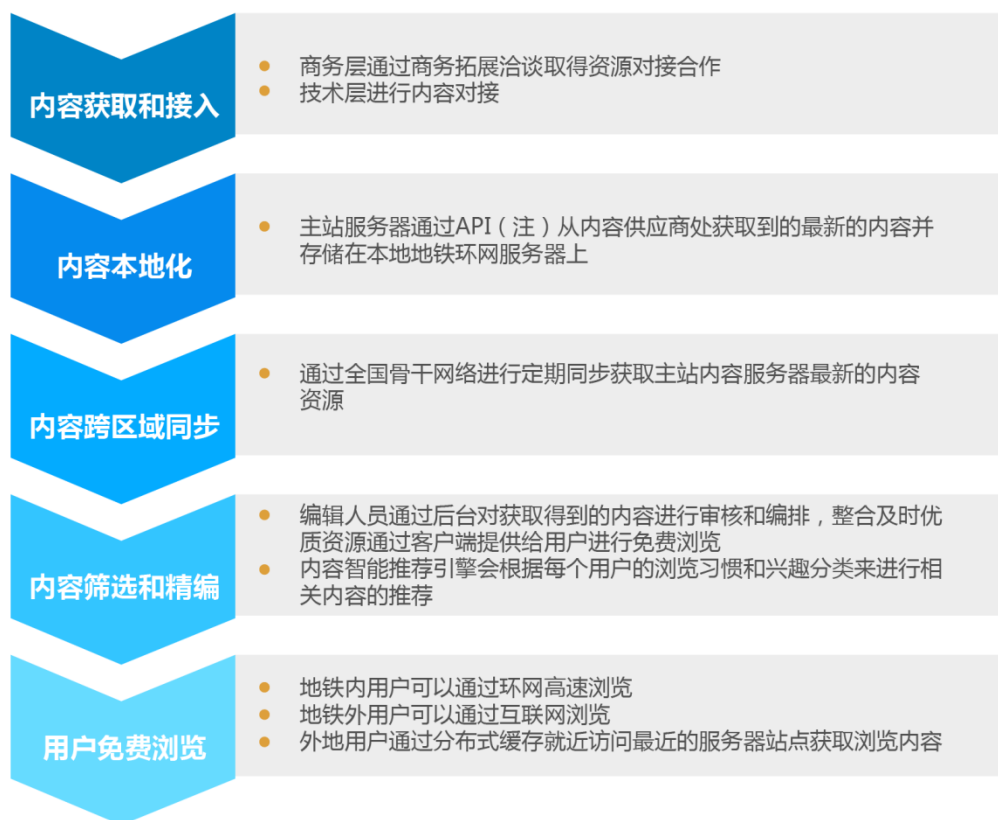 内容获取和接入
商务层通过商务拓展洽谈取得资源对接合作
技术层进行内容对接
内容本地化
主站服务器通过API（注）从内容供应商处获取到的最新的内容并
存储在本地地铁环网服务器上
内容跨区域同步
通过全国骨干网络进行定期同步获取主站内容服务器最新的内容
资源
内容筛选和精编
编辑人员通过后台对获取得到的内容进行审核和编排，整合及时优
质资源通过客户端提供给用户进行免费浏览
内容智能推荐引擎会根据每个用户的浏览习惯和兴趣分类来进行相
关内容的推荐
用户免费浏览
地铁内用户可以通过环网高速浏览
地铁外用户可以通过互联网浏览
外地用户通过分布式缓存就近访问最近的服务器站点获取浏览内容